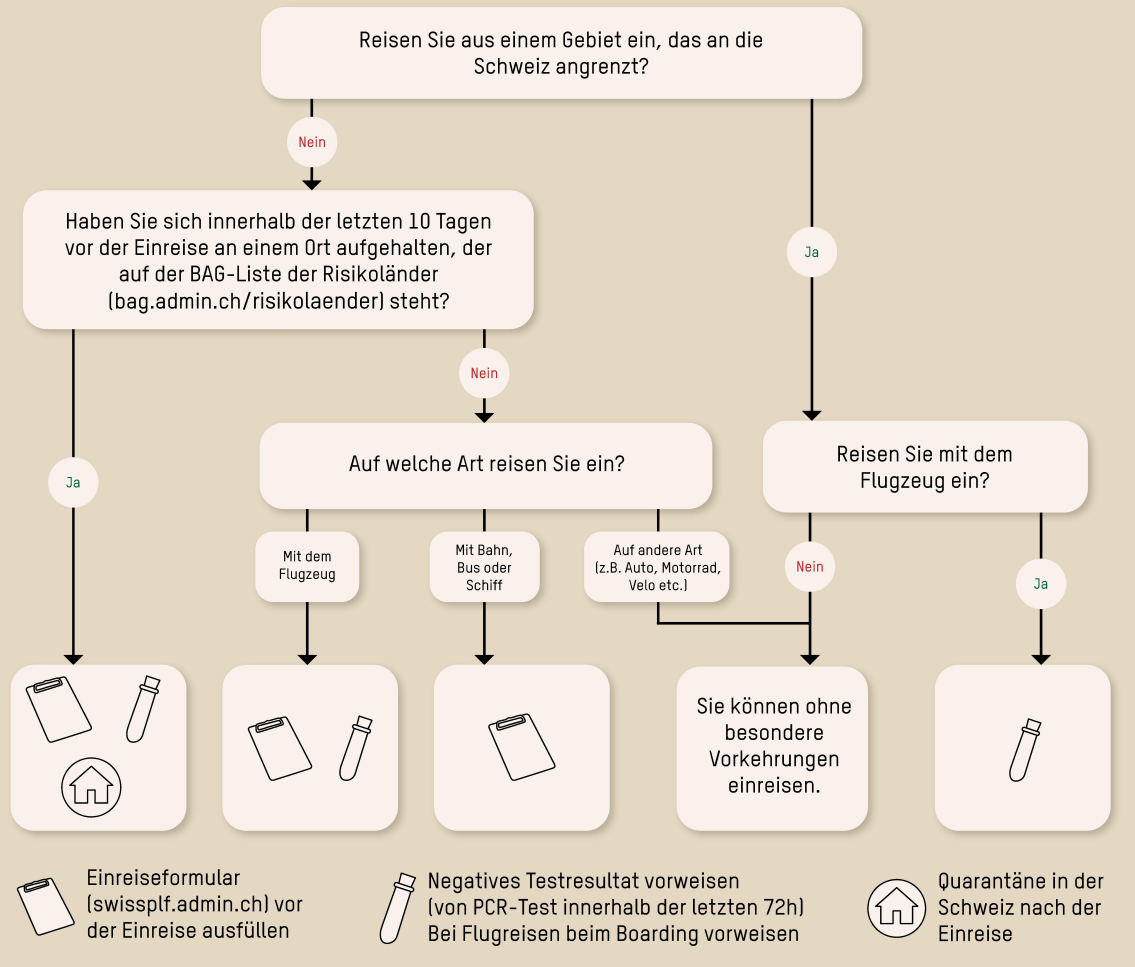 Reisen Sie aus einem Gebiet ein, das an die
Schweiz angrenzt?
Nein
Ja
Haben Sie sich innerhalb der letzten 10 Tagen
vor der Einreise an einem Ort aufgehalten, der
auf der BAG-Liste der Risikoländer
(bag.admin.ch/risikolaender) steht?
Ja
Nein
Auf welche Art reisen Sie ein?
Reisen Sie mit dem
Flugzeug ein?
Mit dem
Flugzeug
Mit Bahn,
Bus oder
Schiff
Auf andere Art
(z.B. Auto, Motorrad,
Velo etc.)
Nein
Ja
Sie können ohne
besondere
Vorkehrungen
einreisen.
Einreiseformular
(swissplf.admin.ch) vor
der Einreise ausfüllen
Negatives Testresultat vorweisen
(von PCR-Test innerhalb der letzten 72h)
Bei Flugreisen beim Boarding vorweisen
Quarantäne in der
Schweiz nach der
Einreise